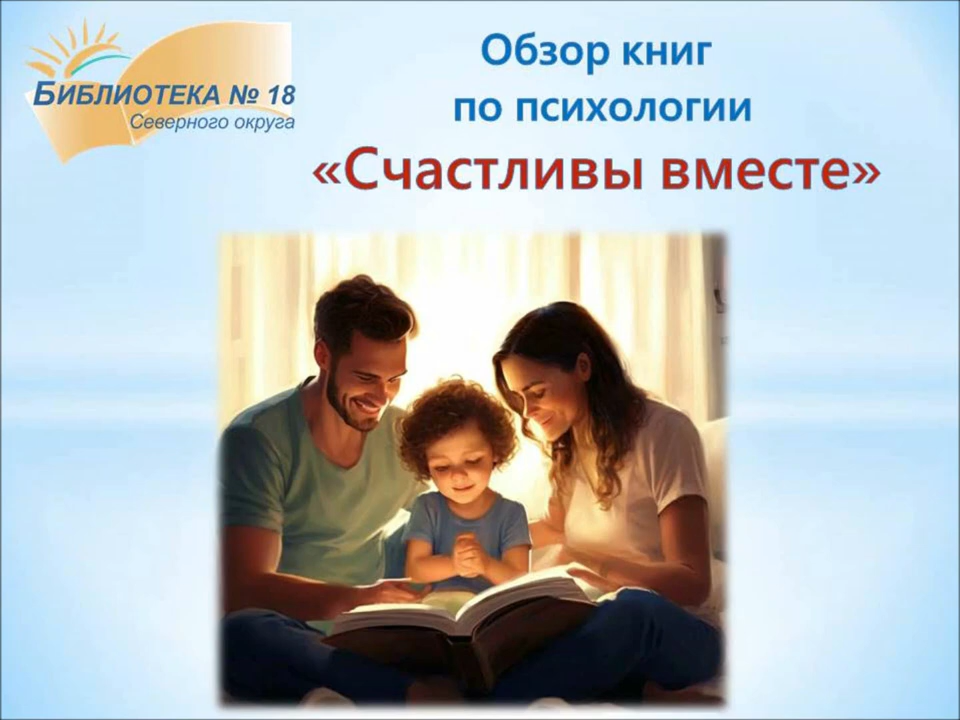 БИБЛИОТЕКА № 18
Северного округа
Обзор книг
по психологии
«Счастливы вместе»